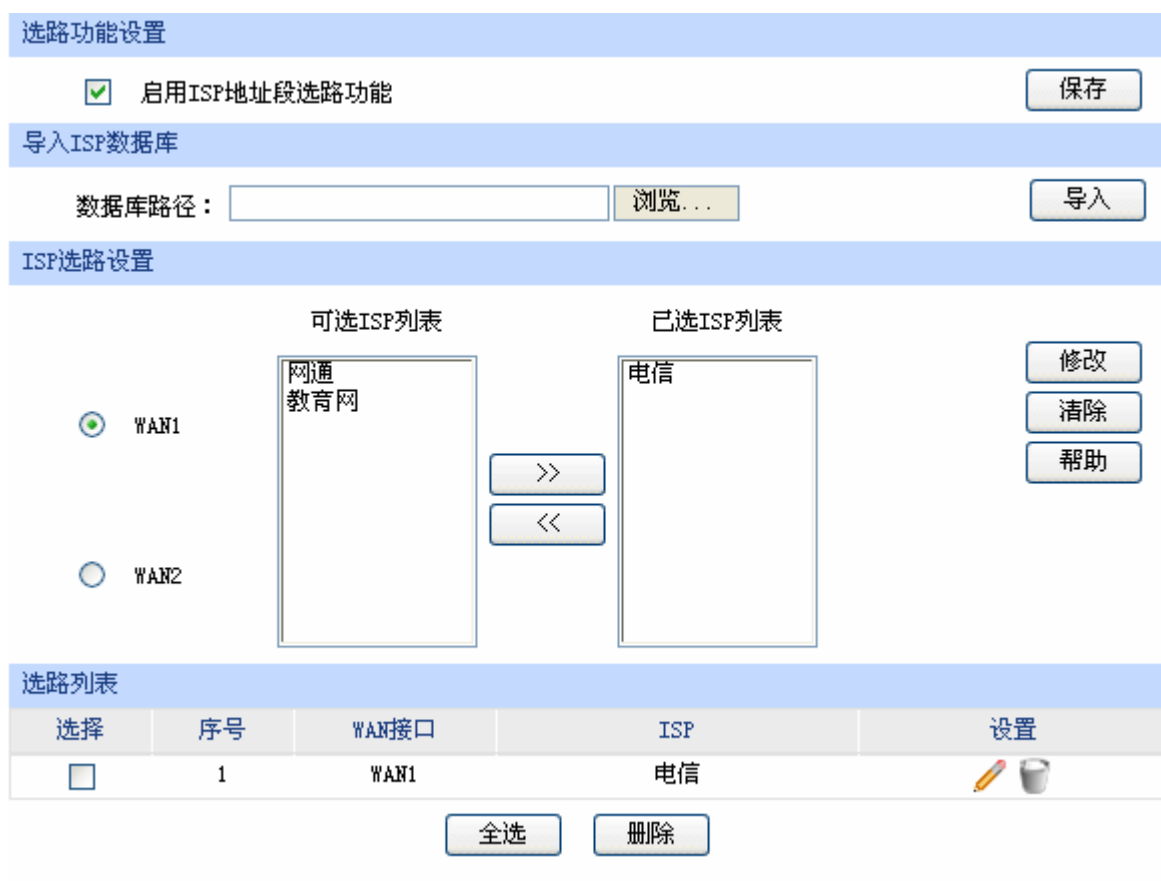 选路功能设置
启用ISP地址段选路功能 保存
导入ISP数据库
数据库路径： 浏览... 导入
ISP选路设置
可选ISP列表 已选ISP列表
网通 电信 修改
教育网
清除
WAN1
帮助
>>
<<
WAN2
选路列表
选择 序号 WAN接口 ISP 设置
1 WAN1 电信
全选 删除